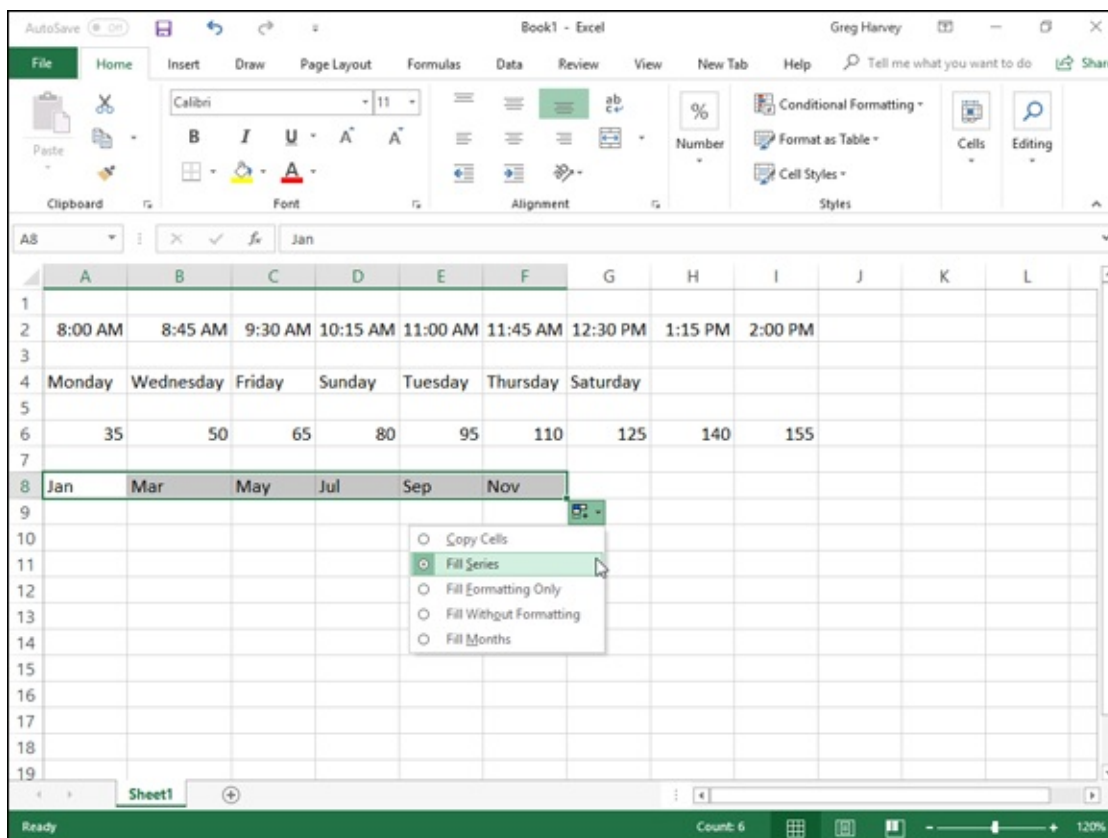 AutoSave Off Book1 - Excel Greg Harvey
File Home Insert Draw Page Layout Formulas Data Review View New Tab Help Tell me what you want to do Shar
Calibri 11 ab % Conditional Formatting
Paste B I U A A Number Format as Table Cells Editing
A Cell Styles
Clipboard Font Alignment Styles
A8 fx Jan
A B C D E F G H I J K L
1
2 8:00 AM 8:45 AM 9:30 AM 10:15 AM 11:00 AM 11:45 AM 12:30 PM 1:15 PM 2:00 PM
3
4 Monday Wednesday Friday Sunday Tuesday Thursday Saturday
5
6 35 50 65 80 95 110 125 140 155
7
8 Jan Mar May Jul Sep Nov
9
10 Copy Cells
11 Fill Series
12 Fill Formatting Only
13 Fill Without Formatting
14 Fill Months
15
16
17
18
19
Sheet1
Ready Count: 6 120%